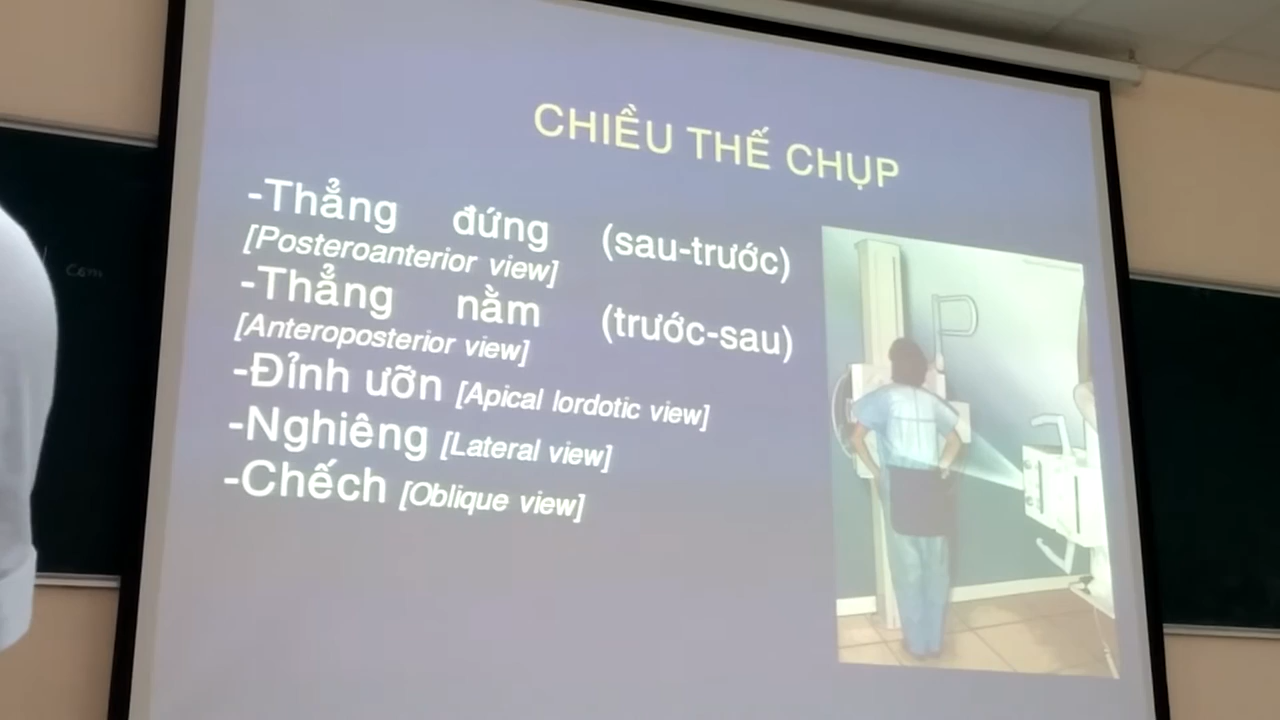 CHIỀU THẾ CHỤP
-Thẳng đứng (sau-trước)
[Posteroanterior view]
-Thẳng nằm (trước-sau)
[Anteroposterior view]
-Đỉnh ưỡn [Apical lordotic view]
-Nghiêng [Lateral view]
-Chếch [Oblique view]